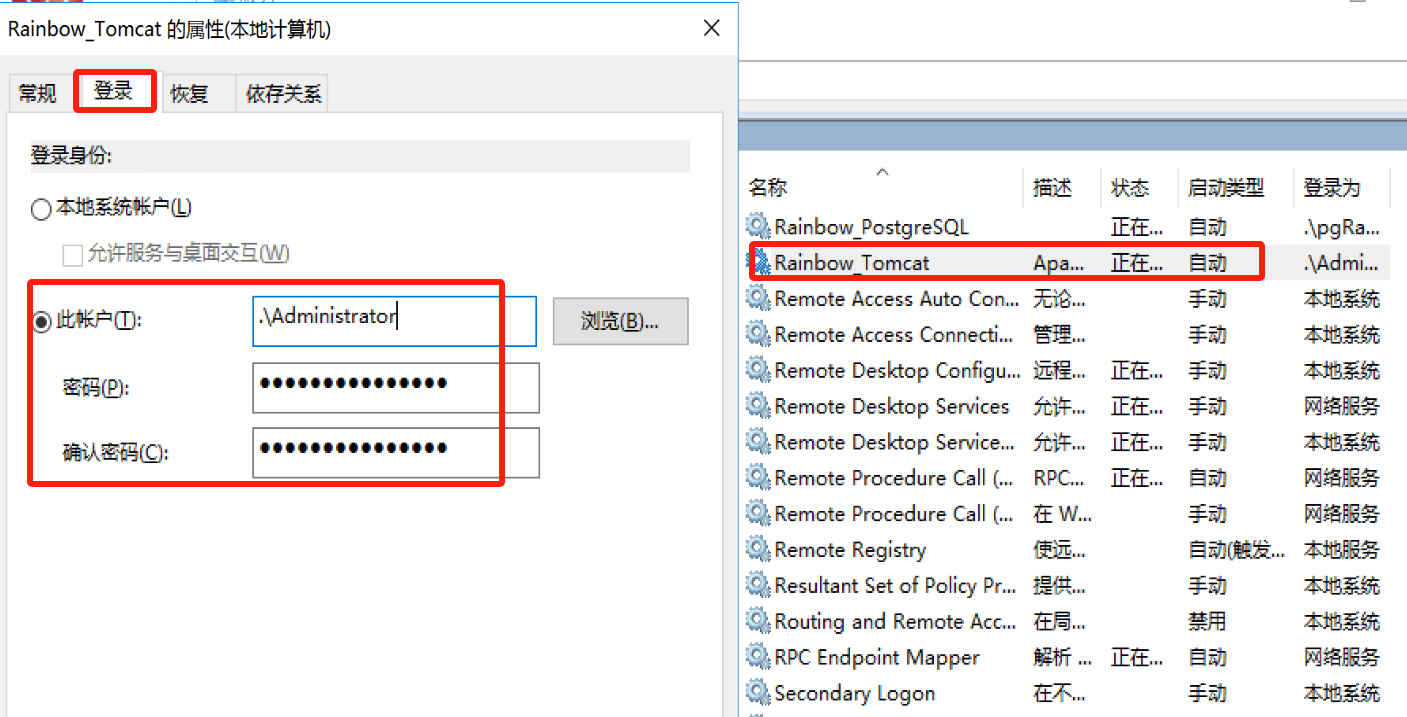 Rainbow_Tomcat 的属性(本地计算机)
常规 登录 恢复 依存关系
登录身份:
本地系统帐户(L)
允许服务与桌面交互(W)
此帐户(T): .\Administrator 浏览(B)...
密码(P): ●●●●●●●●●●●●●●●
确认密码(C): ●●●●●●●●●●●●●●●
名称 描述 状态 启动类型 登录为
Rainbow_PostgreSQL 正在... 自动 .\pgRa...
Rainbow_Tomcat Apa... 正在... 自动 .\Admi...
Remote Access Auto Con... 无论... 手动 本地系统
Remote Access Connecti... 管理... 手动 本地系统
Remote Desktop Configu... 远程... 正在... 手动 本地系统
Remote Desktop Services 允许... 正在... 手动 网络服务
Remote Desktop Service... 允许... 正在... 手动 本地系统
Remote Procedure Call (... RPC... 正在... 自动 网络服务
Remote Procedure Call (... 在 W... 手动 网络服务
Remote Registry 使远... 自动(触发... 本地服务
Resultant Set of Policy Pr... 提供... 手动 本地系统
Routing and Remote Acc... 在局... 禁用 本地系统
RPC Endpoint Mapper 解析 ... 正在... 自动 网络服务
Secondary Logon 在不... 手动 本地系统